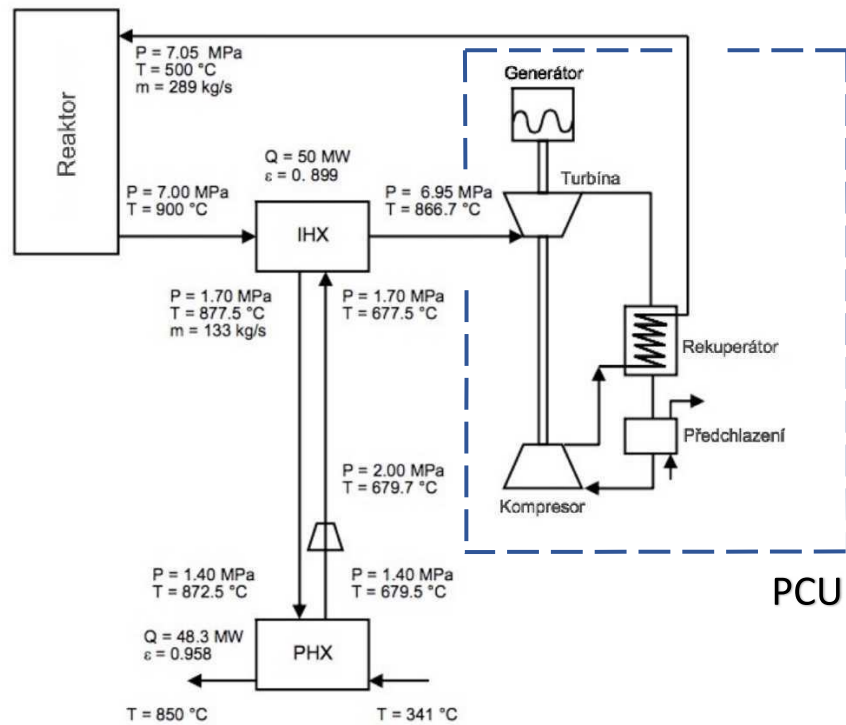 Reaktor
P = 7.05 MPa
T = 500 °C
m = 289 kg/s
Generátor
Q = 50 MW
ε = 0. 899
P = 7.00 MPa
T = 900 °C
IHX
P = 6.95 MPa
T = 866.7 °C
Turbína
P = 1.70 MPa
T = 877.5 °C
m = 133 kg/s
P = 1.70 MPa
T = 677.5 °C
Rekuperátor
Předchlazení
P = 2.00 MPa
T = 679.7 °C
Kompresor
P = 1.40 MPa
T = 872.5 °C
P = 1.40 MPa
T = 679.5 °C
PCU
Q = 48.3 MW
ε = 0.958
PHX
T = 850 °C
T = 341 °C